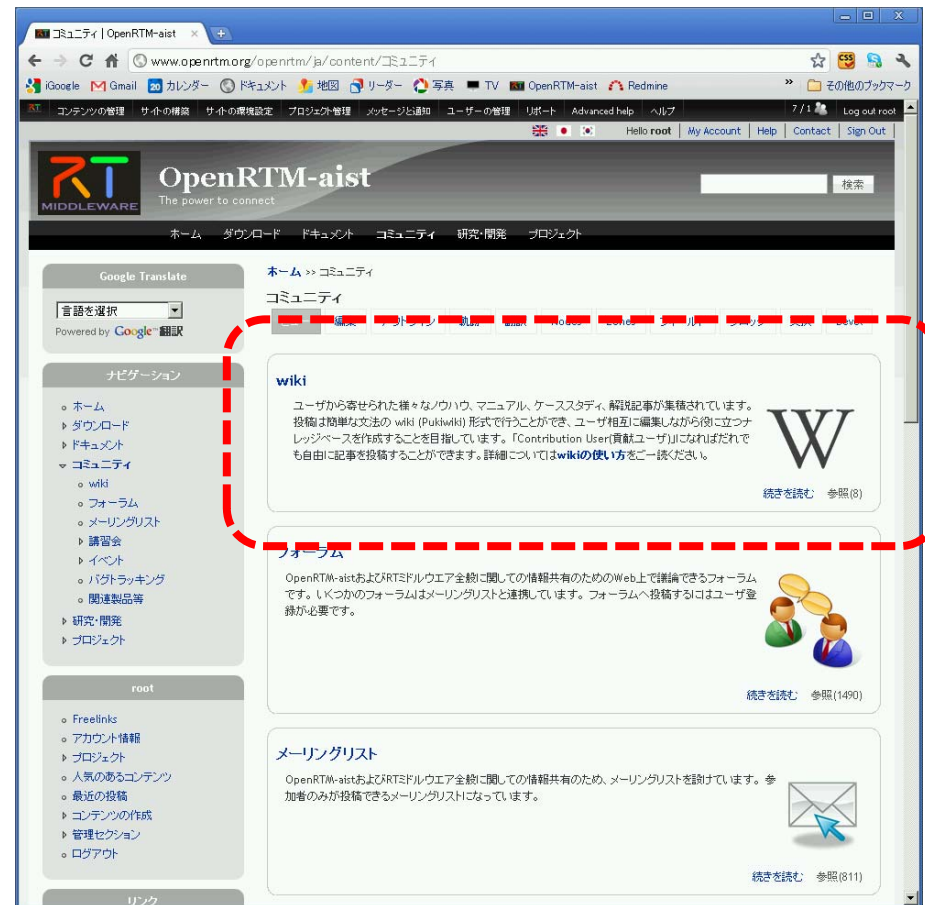 コミュニティ | OpenRTM-aist
www.openrtm.org/openrtm/ja/content/コミュニティ
iGoogle Gmail 20 カレンダー ドキュメント 地図 リーダー 写真 TV OpenRTM-aist Redmine » その他のブックマーク
コンテンツの管理 サイトの構築 サイトの環境設定 プロジェクト管理 メッセージと通知 ユーザーの管理 リポート Advanced help ヘルプ 7 / 1 Log out root
Hello root | My Account | Help | Contact | Sign Out |
RT MIDDLEWARE
OpenRTM-aist
The power to connect
検索
ホーム ダウンロード ドキュメント コミュニティ 研究・開発 プロジェクト
Google Translate
言語を選択
Powered by Google™翻訳
ナビゲーション
ホーム
ダウンロード
ドキュメント
コミュニティ
wiki
フォーラム
メーリングリスト
講習会
イベント
バグトラッキング
関連製品等
研究・開発
プロジェクト
root
Freelinks
アカウント情報
プロジェクト
人気のあるコンテンツ
最近の投稿
コンテンツの作成
管理セクション
ログアウト
リンク
ホーム >> コミュニティ
コミュニティ
wiki
ユーザから寄せられた様々なノウハウ、マニュアル、ケーススタディ、解説記事が集積されています。
投稿は簡単な文法の wiki (Pukiwiki) 形式で行うことができ、ユーザ相互に編集しながら役に立つナ
レッジベースを作成することを目指しています。「Contribution User(貢献ユーザ)」になればだれで
も自由に記事を投稿することができます。詳細についてはwikiの使い方をご一読ください。
W
続きを読む 参照(8)
フォーラム
OpenRTM-aistおよびRTミドルウエア全般に関しての情報共有のためのWeb上で議論できるフォーラム
です。いくつかのフォーラムはメーリングリストと連携しています。フォーラムへ投稿するにはユーザ登
録が必要です。
続きを読む 参照(1490)
メーリングリスト
OpenRTM-aistおよびRTミドルウエア全般に関しての情報共有のため、メーリングリストを設けています。参
加者のみが投稿できるメーリングリストになっています。
続きを読む 参照(811)